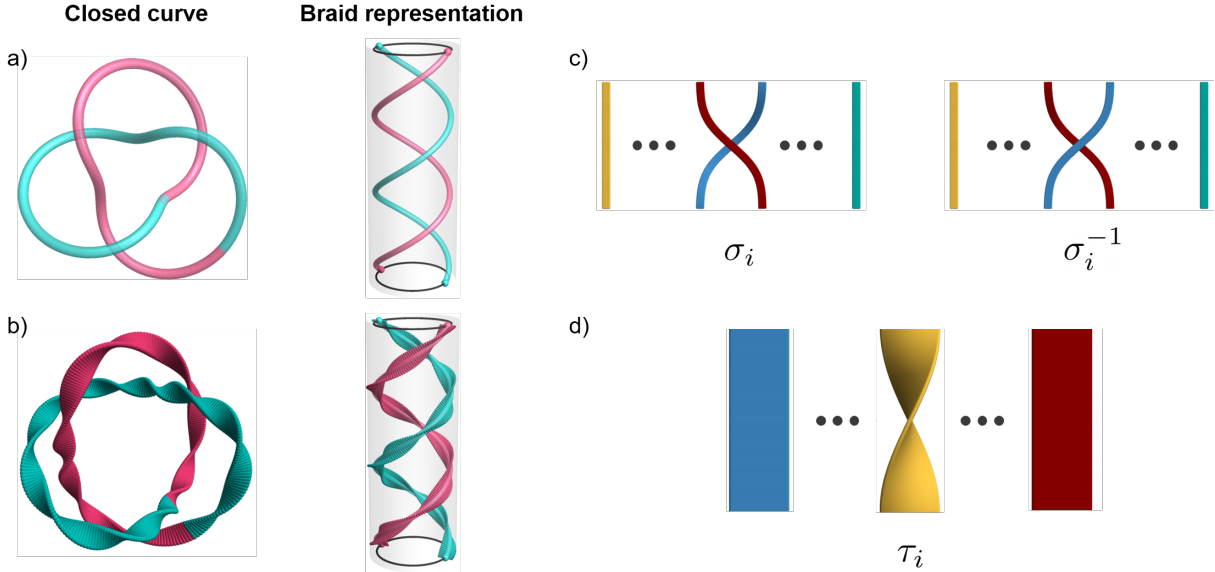 Closed curve
Braid representation
a)
b)
c)
σᵢ
σᵢ⁻¹
d)
τᵢ